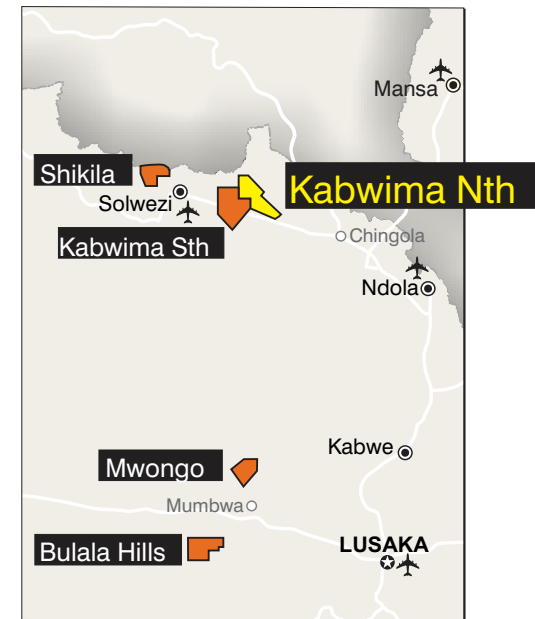 Mansa
Shikila
Kabwima Nth
Solwezi
Chingola
Kabwima Sth
Ndola
Kabwe
Mwongo
Mumbwa
LUSAKA
Bulala Hills